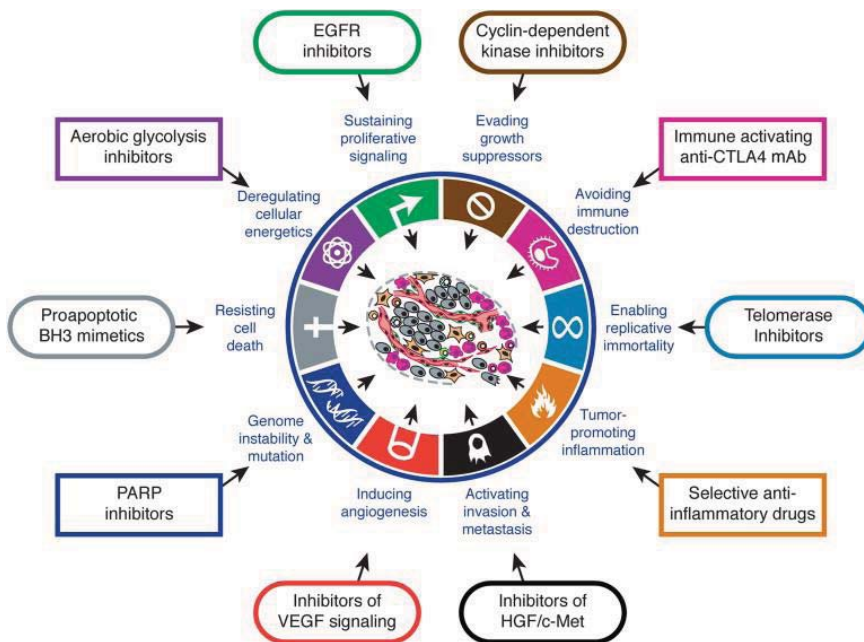 EGFR
inhibitors
Cyclin-dependent
kinase inhibitors
Sustaining
proliferative
signaling
Evading
growth
suppressors
Aerobic glycolysis
inhibitors
Immune activating
anti-CTLA4 mAb
Deregulating
cellular
energetics
Avoiding
immune
destruction
Proapoptotic
BH3 mimetics
Resisting
cell
death
Enabling
replicative
immortality
Telomerase
Inhibitors
Genome
instability &
mutation
Tumor-
promoting
inflammation
PARP
inhibitors
Inducing
angiogenesis
Activating
invasion &
metastasis
Selective anti-
inflammatory drugs
Inhibitors of
VEGF signaling
Inhibitors of
HGF/c-Met